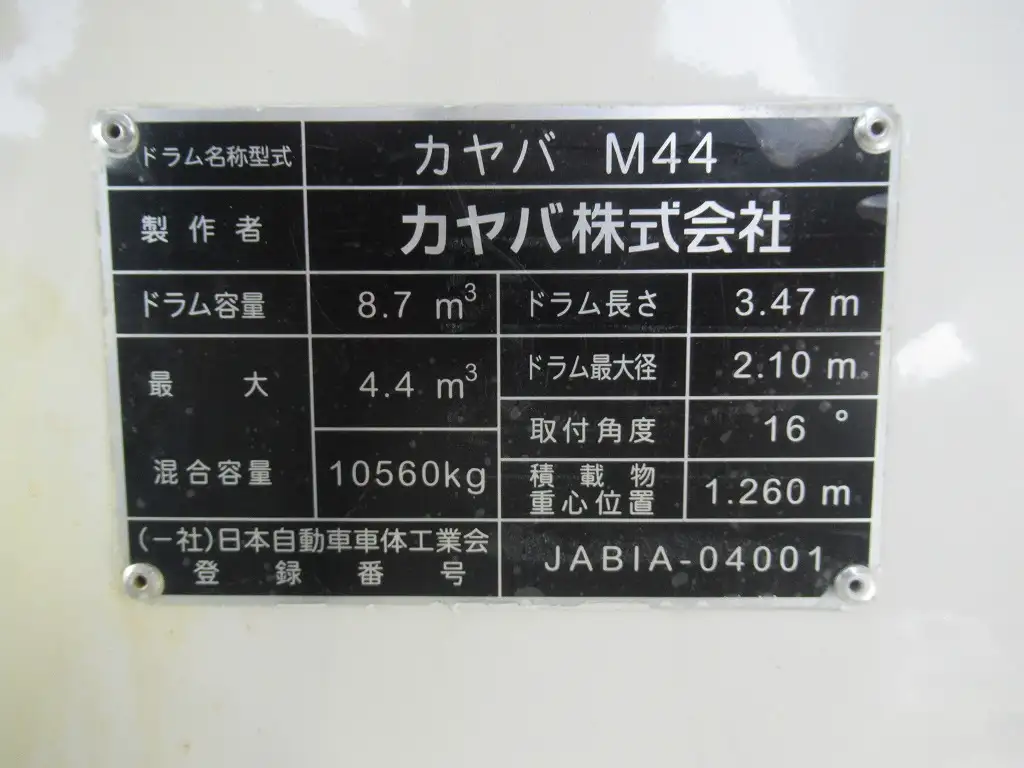 ドラム名称型式 カヤバ M44
製作者 カヤバ株式会社
ドラム容量 8.7 m³ ドラム長さ 3.47 m
最大 4.4 m³ ドラム最大径 2.10 m
取付角度 16°
混合容量 10560kg 積載物
重心位置 1.260 m
(一社)日本自動車車体工業会
登録番号 JABIA-04001